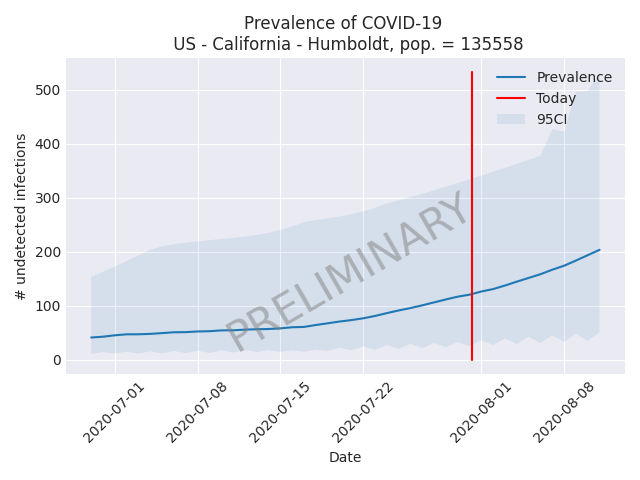 Prevalence of COVID-19
US - California - Humboldt, pop. = 135558
# undetected infections
500
400
300
200
100
0
Prevalence
Today
95CI
PRELIMINARY
2020-07-01
2020-07-08
2020-07-15
2020-07-22
2020-08-01
2020-08-08
Date